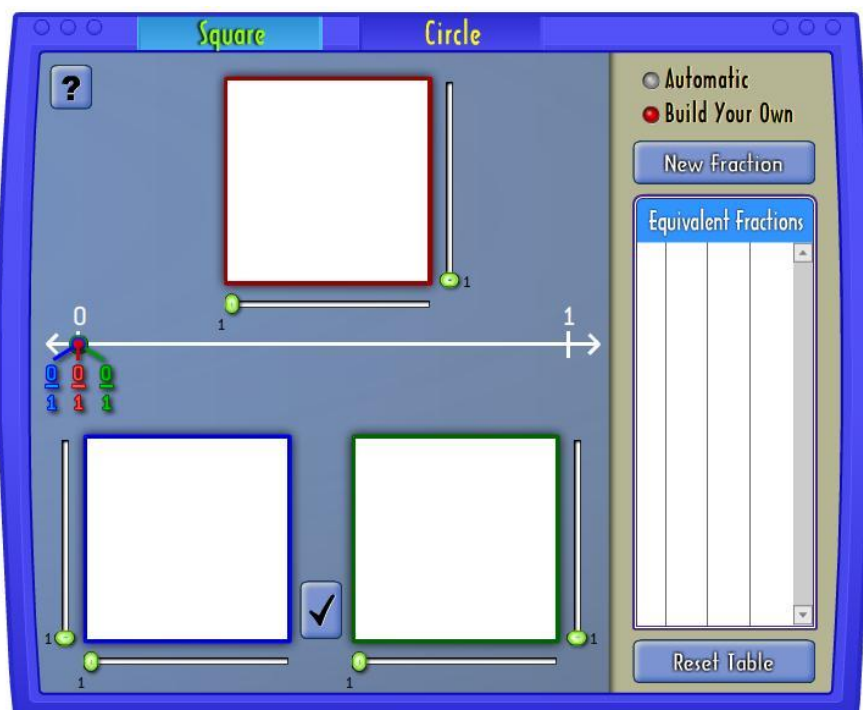 Square Circle
?
Automatic
Build Your Own
New Fraction
Equivalent Fractions
1
1
0 1
0 0 0
1 1 1
1 1
1 1
Reset Table